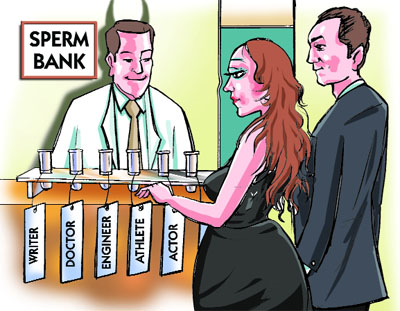 SPERM
BANK
WRITER
DOCTOR
ENGINEER
ATHLETE
ACTOR